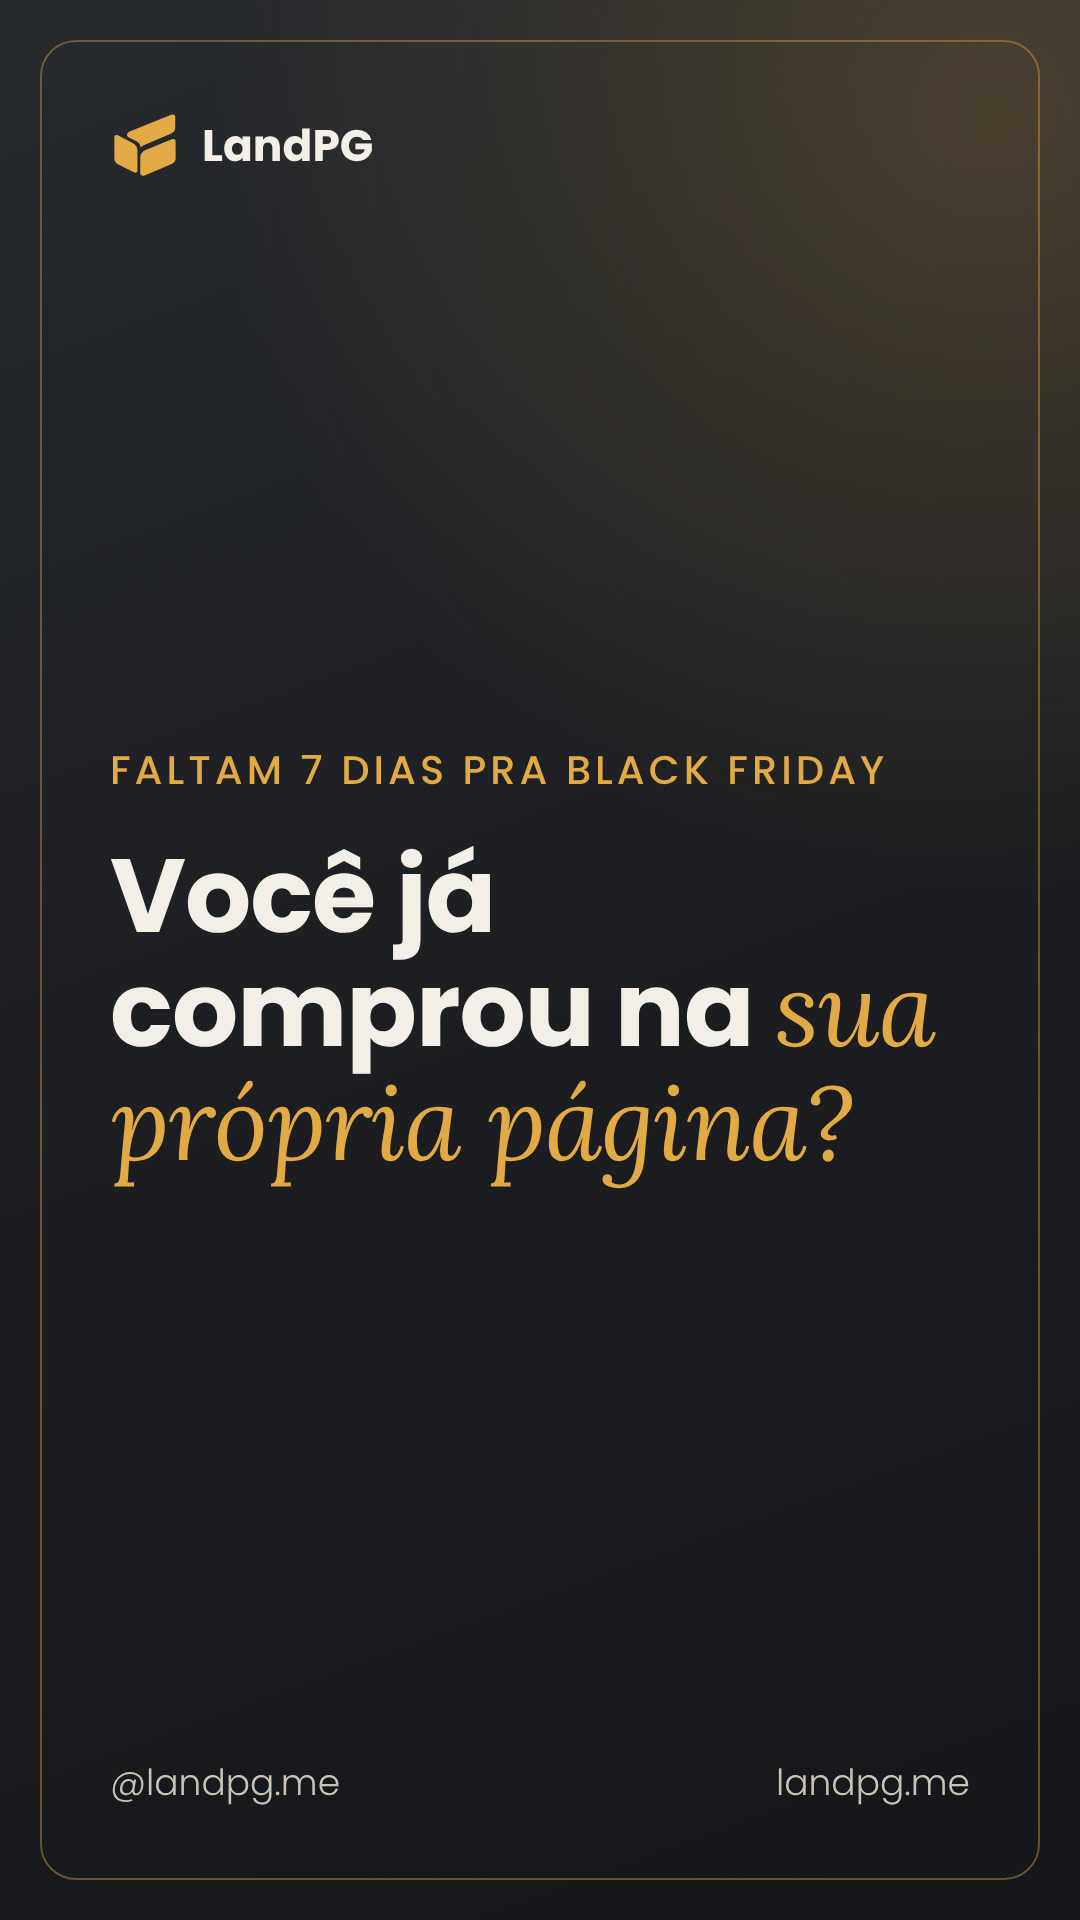 LandPG
FALTAM 7 DIAS PRA BLACK FRIDAY
Você já
comprou na sua
própria página?
@landpg.me
landpg.me